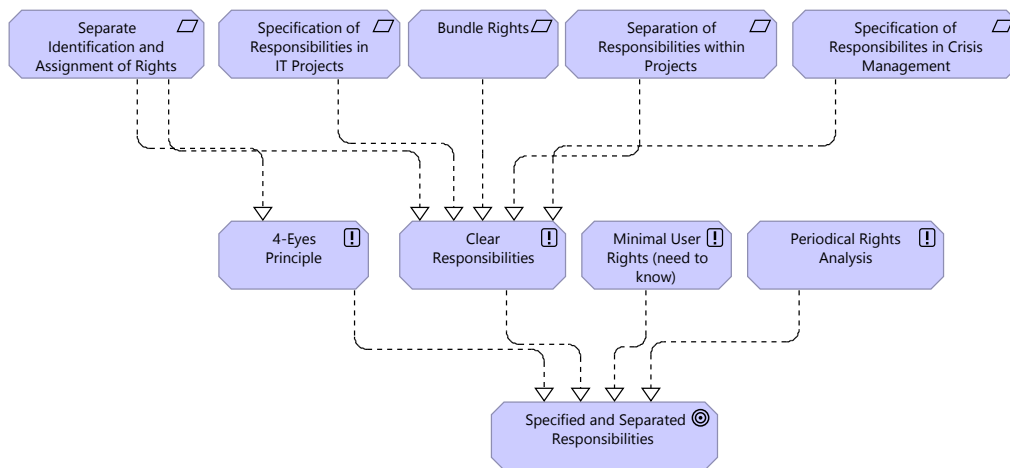 Separate
Identification and
Assignment of Rights
Specification of
Responsibilities in
IT Projects
Bundle Rights
Separation of
Responsibilities within
Projects
Specification of
Responsibilites in Crisis
Management
4-Eyes
Principle
Clear
Responsibilities
Minimal User
Rights (need to
know)
Periodical Rights
Analysis
Specified and Separated
Responsibilities